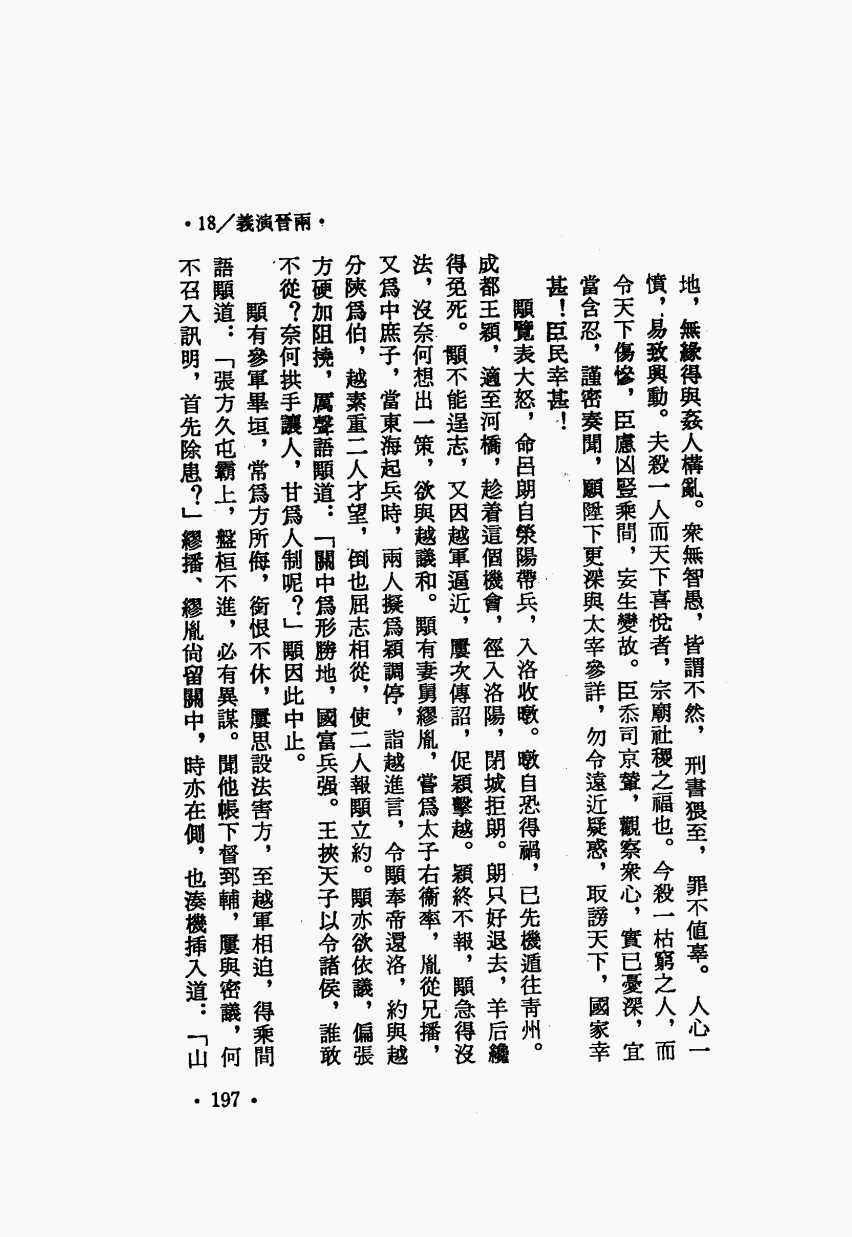 ・18／義演晉兩・
地，無緣得與姦人構亂。衆無智愚，皆謂不然，刑書猥至，罪不值辜。人心一
憤，易致興動。夫殺一人而天下喜悅者，宗廟社稷之福也。今殺一枯窮之人，而
令天下傷慘，臣慮凶豎乘間，妄生變故。臣忝司京輦，觀察衆心，實已憂深，宜
當含忍，謹密奏聞，願陛下更深與太宰參詳，勿令遠近疑惑，取謗天下，國家幸
甚！臣民幸甚！
顒覽表大怒，命呂朗自滎陽帶兵，入洛收暾。暾自恐得禍，已先機遁往靑州。
成都王穎，適至河橋，趁着這個機會，徑入洛陽，閉城拒朗。朗只好退去，羊后纔
得免死。顒不能逞志，又因越軍逼近，屢次傳詔，促穎擊越。穎終不報，顒急得沒
法，沒奈何想出一策，欲與越議和。顒有妻舅繆胤，嘗爲太子右衞率，胤從兄播，
又爲中庶子，當東海起兵時，兩人擬爲穎調停，詣越進言，令顒奉帝還洛，約與越
分陝爲伯，越素重二人才望，倒也屈志相從，使二人報顒立約。顒亦欲依議，偏張
方硬加阻撓，厲聲語顒道：「關中爲形勝地，國富兵强。王挾天子以令諸侯，誰敢
不從？奈何拱手讓人，甘爲人制呢？」顒因此中止。
顒有參軍畢垣，常爲方所侮，銜恨不休，屢思設法害方，至越軍相迫，得乘間
語顒道：「張方久屯霸上，盤桓不進，必有異謀。聞他帳下督郅輔，屢與密議，何
不召入訊明，首先除患？」繆播、繆胤尙留關中，時亦在側，也湊機插入道：「山
・197・